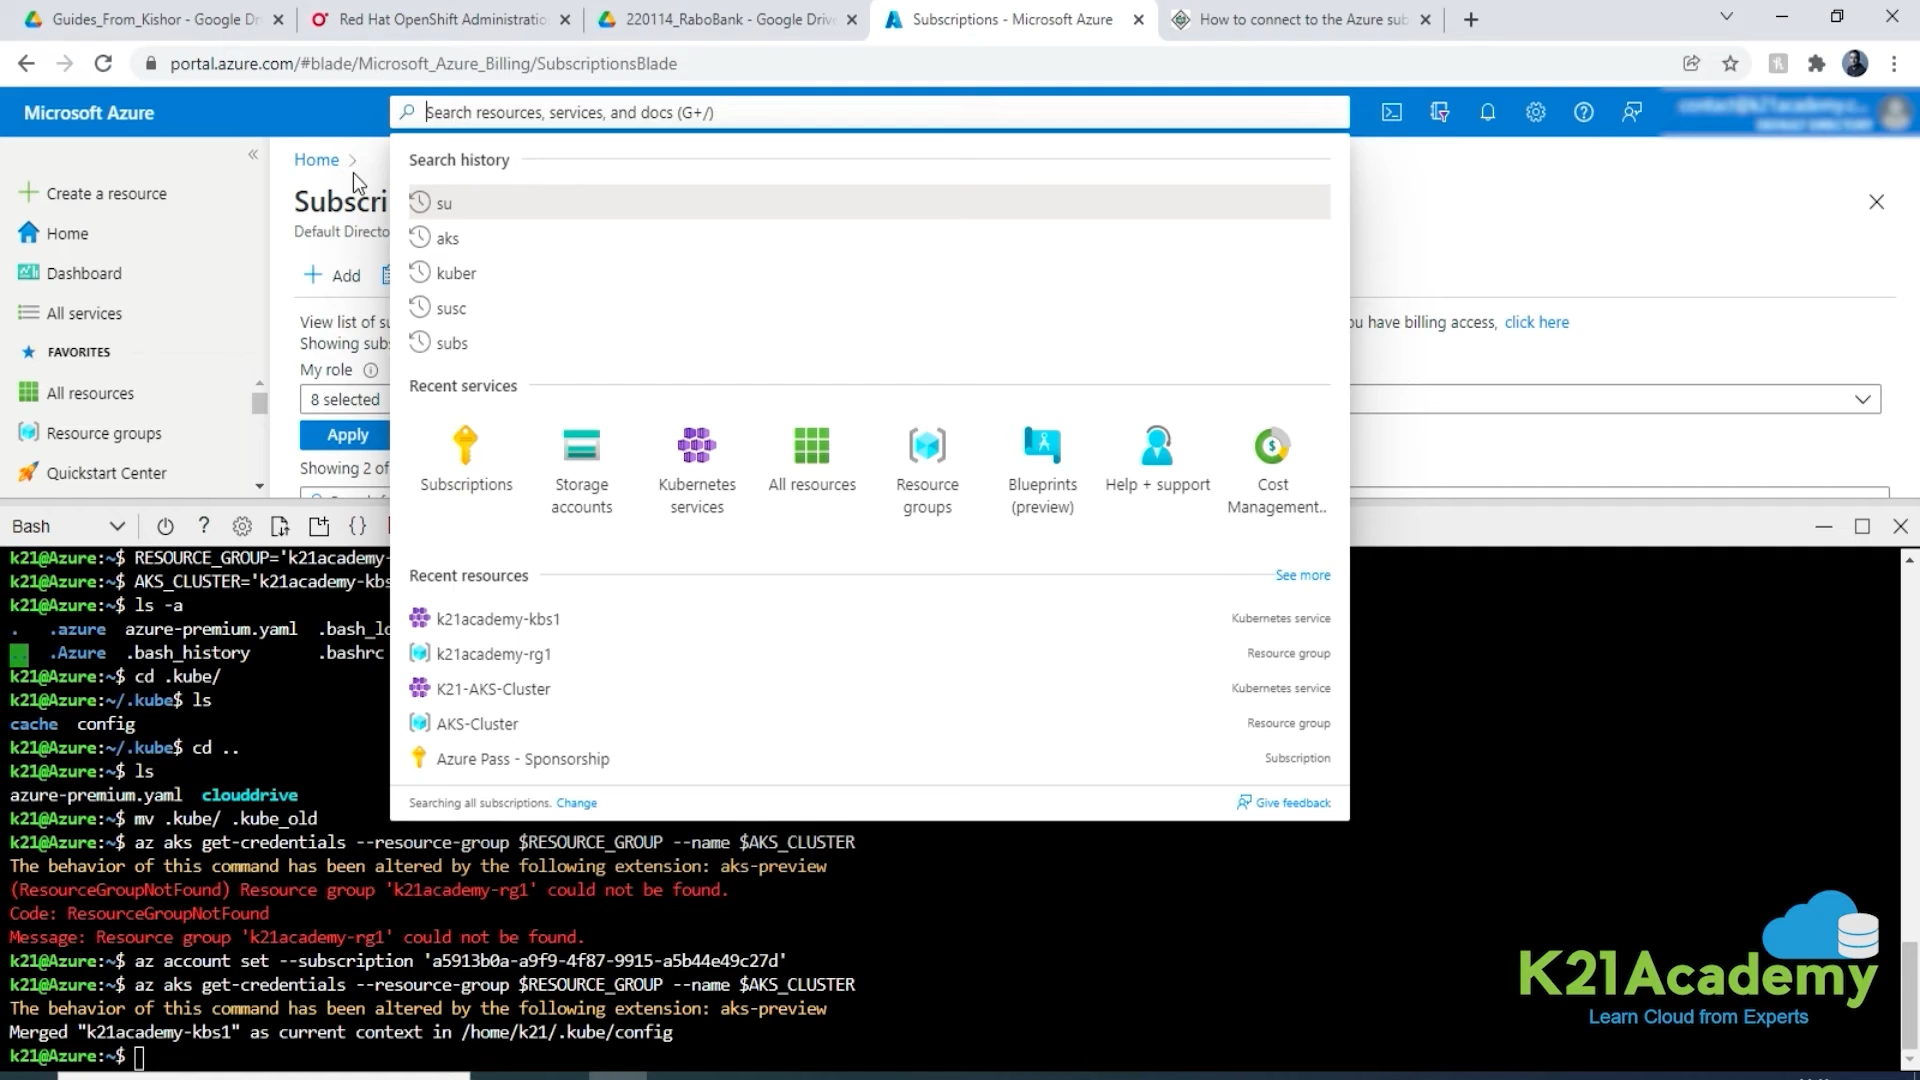 Guides_From_Kishor - Google Dr
Red Hat OpenShift Administratio
220114_RaboBank - Google Drive
Subscriptions - Microsoft Azure
How to connect to the Azure sub
portal.azure.com/#blade/Microsoft_Azure_Billing/SubscriptionsBlade
Microsoft Azure
Search resources, services, and docs (G+/)
Create a resource
Home
Dashboard
All services
FAVORITES
All resources
Resource groups
Quickstart Center
Home
Subscri
Default Directo
Add
View list of su
Showing subs
ou have billing access, click here
My role
8 selected
Apply
Showing 2 of
Search history
su
aks
kuber
susc
subs
Recent services
Subscriptions
Storage accounts
Kubernetes services
All resources
Resource groups
Blueprints (preview)
Help + support
Cost Management..
Recent resources
See more
k21academy-kbs1 Kubernetes service
k21academy-rg1 Resource group
K21-AKS-Cluster Kubernetes service
AKS-Cluster Resource group
Azure Pass - Sponsorship Subscription
Searching all subscriptions. Change
Give feedback
Bash
k21@Azure:~$ RESOURCE_GROUP='k21academy-
k21@Azure:~$ AKS_CLUSTER='k21academy-kbs
k21@Azure:~$ ls -a
. .azure azure-premium.yaml .bash_lo
.. .Azure .bash_history .bashrc
k21@Azure:~$ cd .kube/
k21@Azure:~/.kube$ ls
cache config
k21@Azure:~/.kube$ cd ..
k21@Azure:~$ ls
azure-premium.yaml clouddrive
k21@Azure:~$ mv .kube/ .kube_old
k21@Azure:~$ az aks get-credentials --resource-group $RESOURCE_GROUP --name $AKS_CLUSTER
The behavior of this command has been altered by the following extension: aks-preview
(ResourceGroupNotFound) Resource group 'k21academy-rg1' could not be found.
Code: ResourceGroupNotFound
Message: Resource group 'k21academy-rg1' could not be found.
k21@Azure:~$ az account set --subscription 'a5913b0a-a9f9-4f87-9915-a5b44e49c27d'
k21@Azure:~$ az aks get-credentials --resource-group $RESOURCE_GROUP --name $AKS_CLUSTER
The behavior of this command has been altered by the following extension: aks-preview
Merged "k21academy-kbs1" as current context in /home/k21/.kube/config
k21@Azure:~$
K21Academy
Learn Cloud from Experts